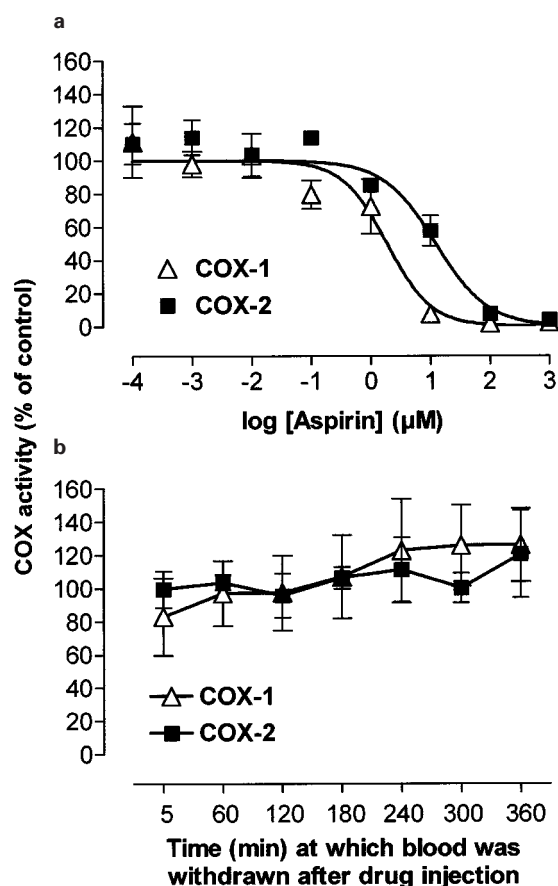 a
160
140
120
100
80
60
40
20
0
COX-1
COX-2
-4 -3 -2 -1 0 1 2 3
log [Aspirin] (µM)
COX activity (% of control)
b
160
140
120
100
80
60
40
20
0
COX-1
COX-2
5 60 120 180 240 300 360
Time (min) at which blood was
withdrawn after drug injection